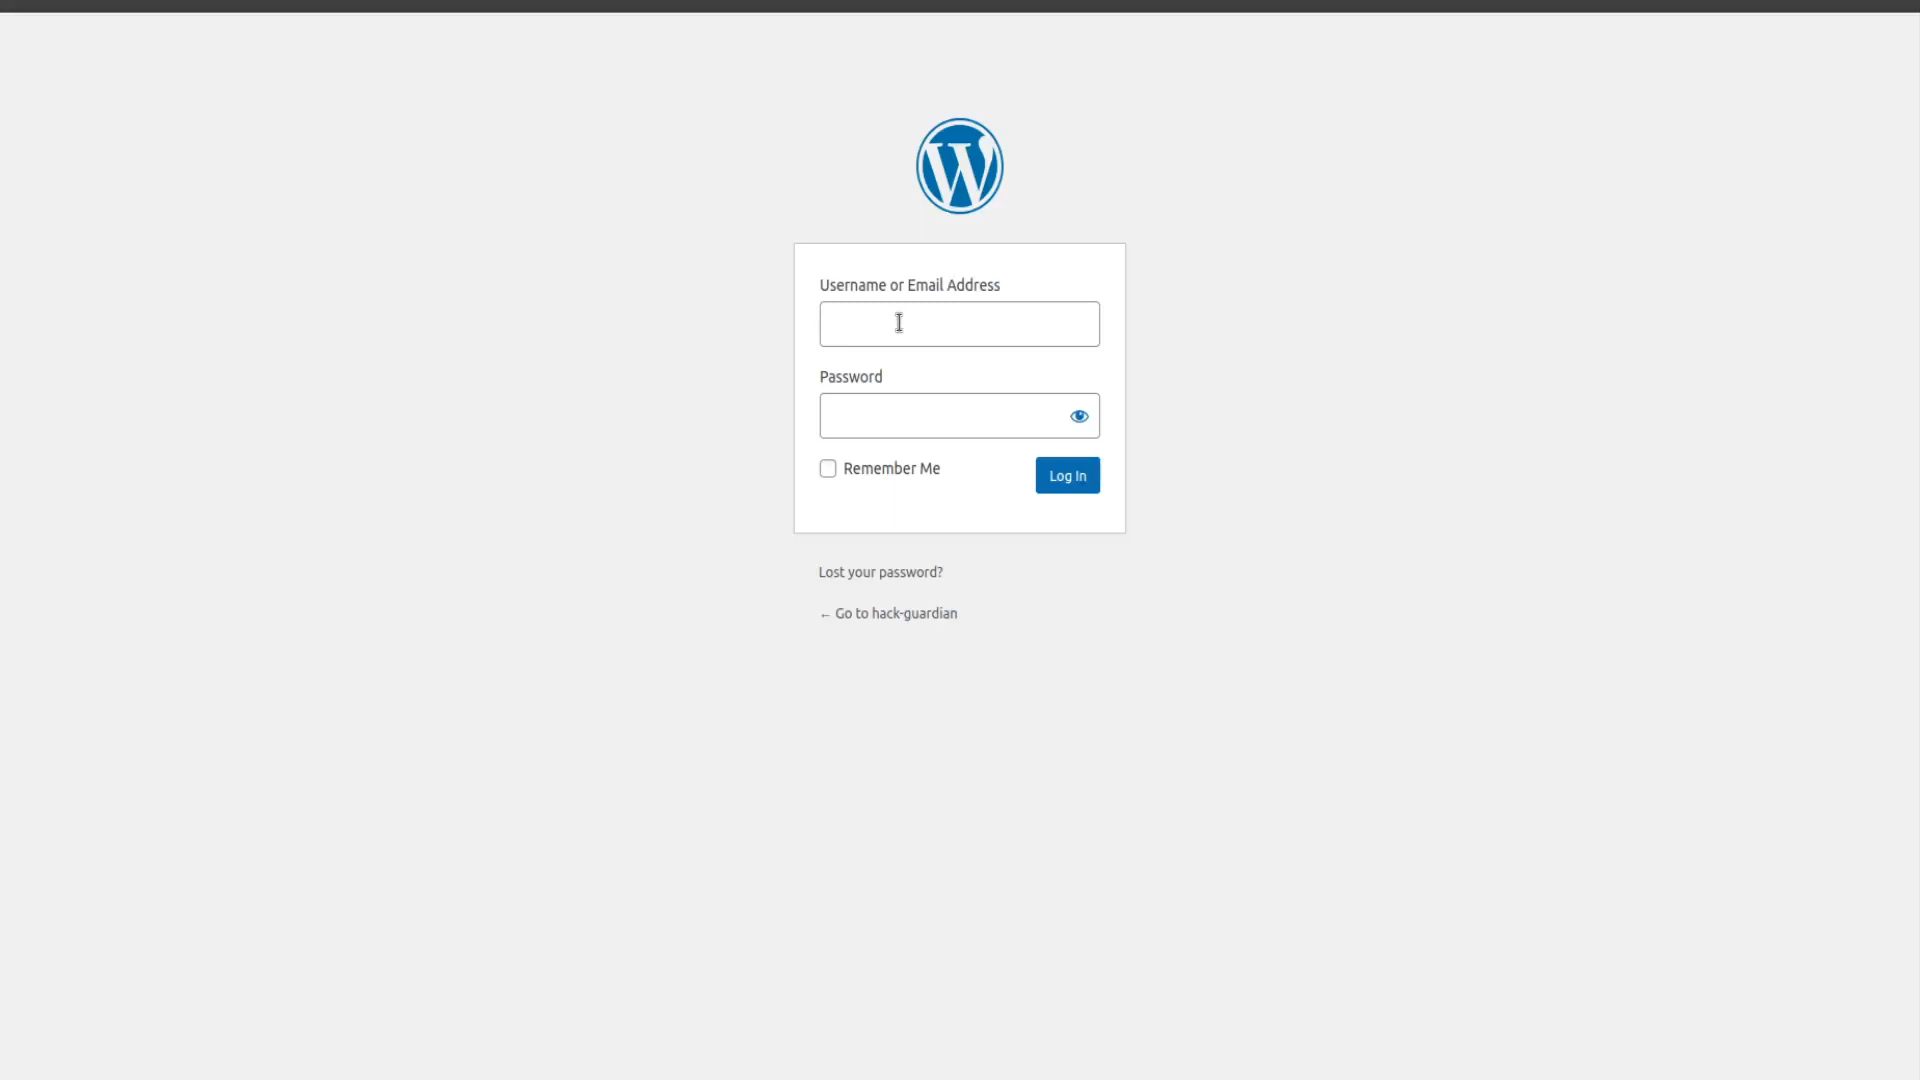 Username or Email Address
Password
Remember Me
Log In
Lost your password?
← Go to hack-guardian